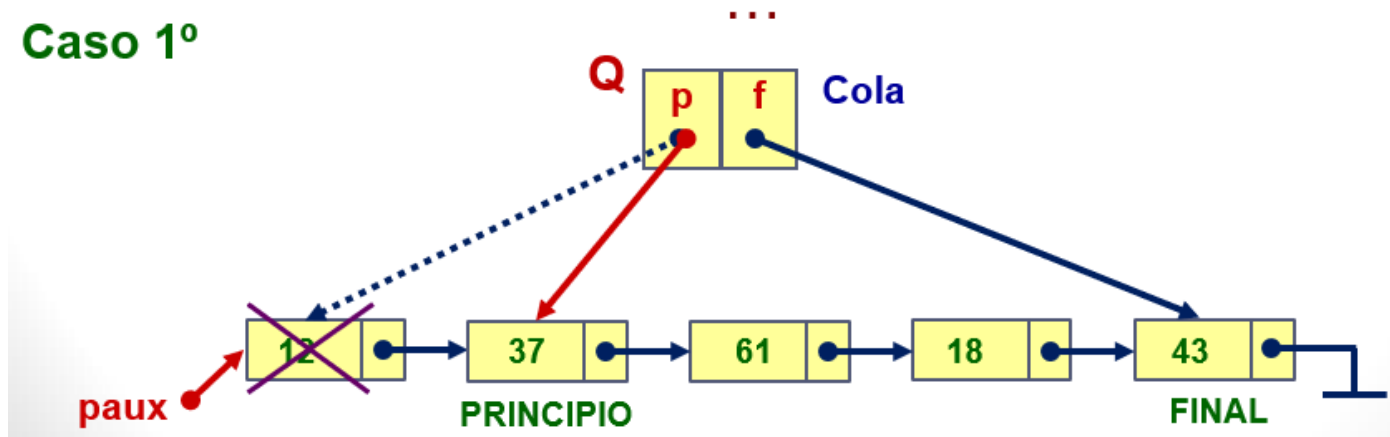 ...
Caso 1º
Q p f Cola
12 37 61 18 43
paux PRINCIPIO FINAL